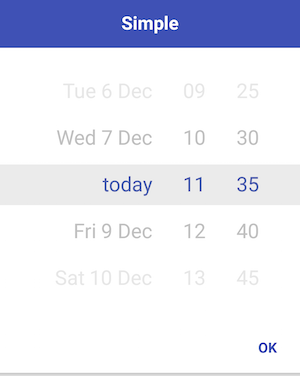 Simple
Tue 6 Dec 09 25
Wed 7 Dec 10 30
today 11 35
Fri 9 Dec 12 40
Sat 10 Dec 13 45
OK